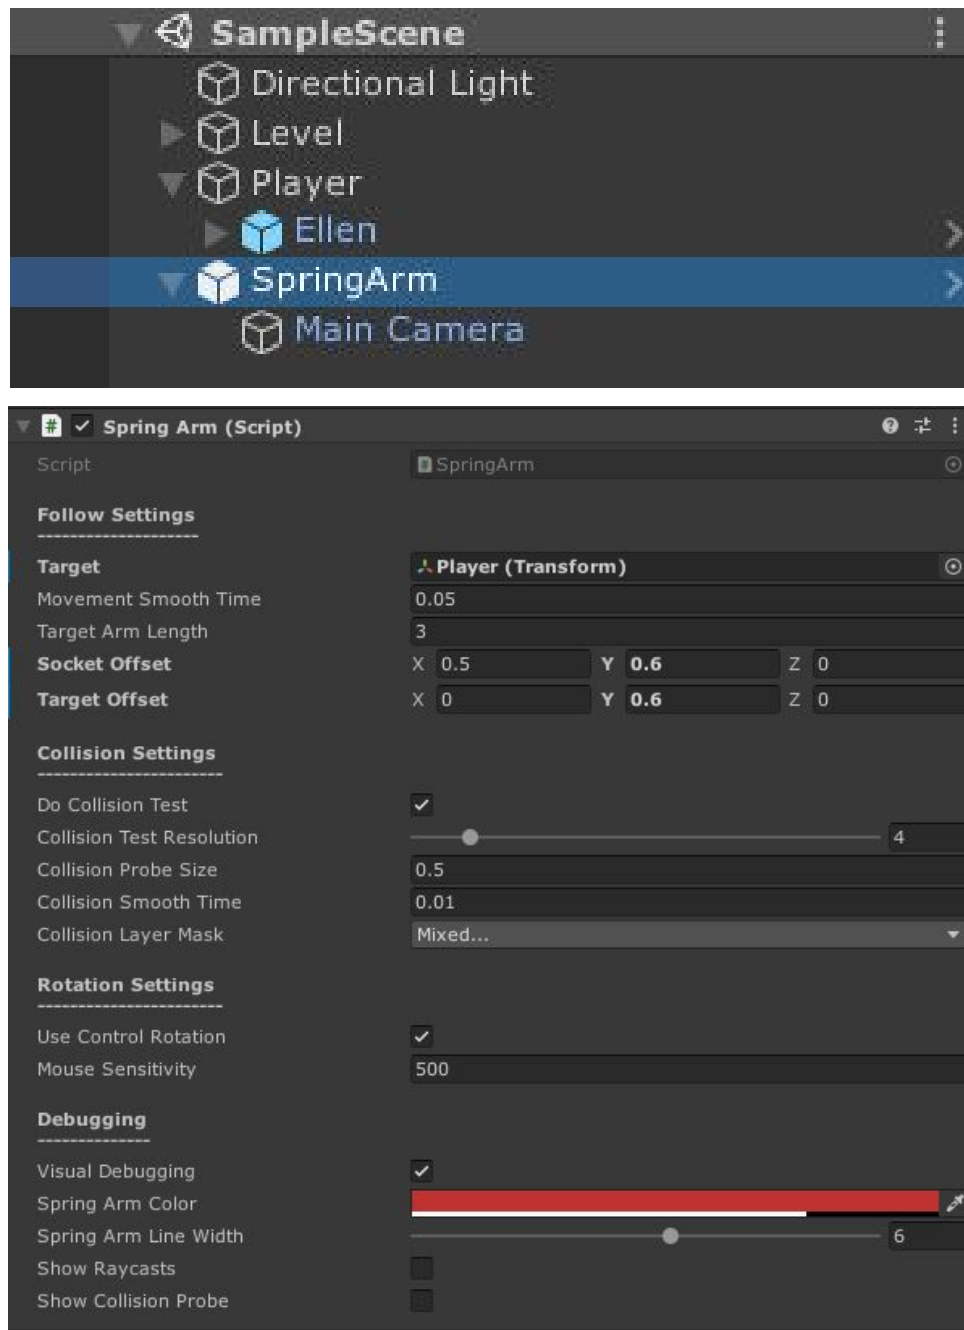 SampleScene
Directional Light
Level
Player
Ellen
SpringArm
Main Camera
# Spring Arm (Script)
Script # SpringArm
Follow Settings
--------------------
Target Player (Transform)
Movement Smooth Time 0.05
Target Arm Length 3
Socket Offset X 0.5 Y 0.6 Z 0
Target Offset X 0 Y 0.6 Z 0
Collision Settings
-----------------------
Do Collision Test
Collision Test Resolution 4
Collision Probe Size 0.5
Collision Smooth Time 0.01
Collision Layer Mask Mixed...
Rotation Settings
-----------------------
Use Control Rotation
Mouse Sensitivity 500
Debugging
--------------
Visual Debugging
Spring Arm Color
Spring Arm Line Width 6
Show Raycasts
Show Collision Probe